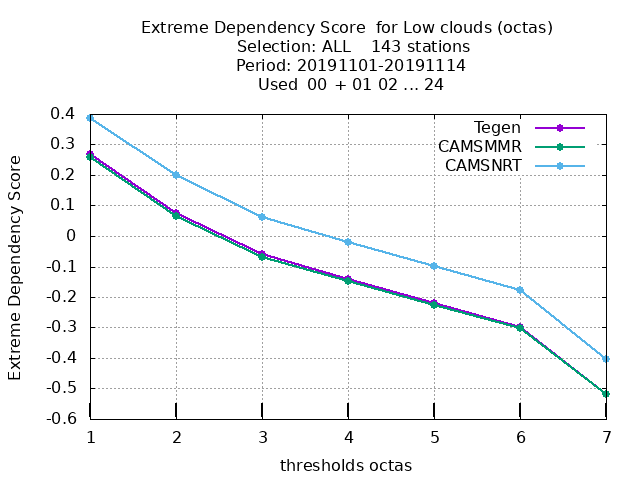 Extreme Dependency Score  for Low clouds (octas)
Selection: ALL    143 stations
Period: 20191101-20191114
Used  00  + 01 02 ... 24
Tegen
CAMSMMR
CAMSNRT
0.4
0.3
0.2
0.1
0
-0.1
-0.2
-0.3
-0.4
-0.5
-0.6
Extreme Dependency Score
1 2 3 4 5 6 7
thresholds octas